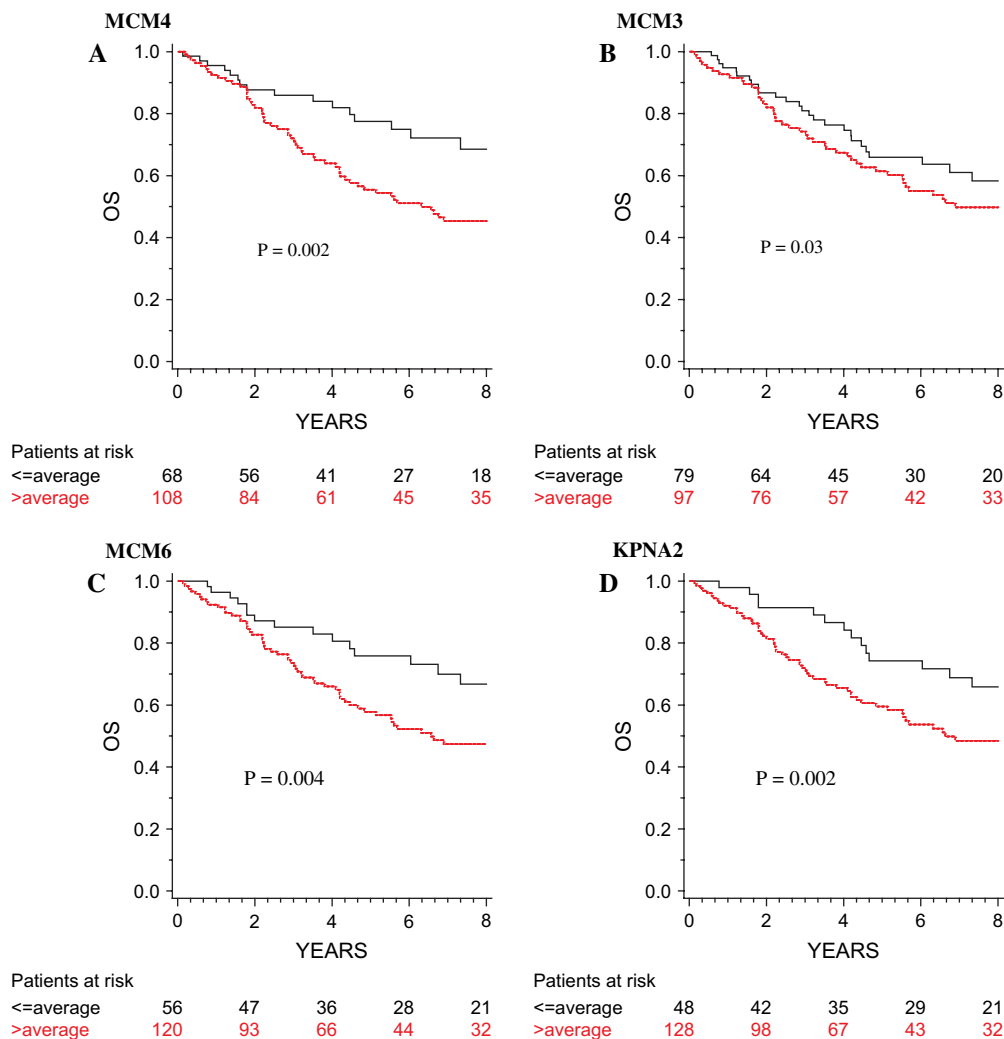 MCM4
A
1.0
0.8
0.6
0.4
0.2
0.0
OS
P = 0.002
0 2 4 6 8
YEARS
Patients at risk
<=average 68 56 41 27 18
>average 108 84 61 45 35
MCM3
B
1.0
0.8
0.6
0.4
0.2
0.0
OS
P = 0.03
0 2 4 6 8
YEARS
Patients at risk
<=average 79 64 45 30 20
>average 97 76 57 42 33
MCM6
C
1.0
0.8
0.6
0.4
0.2
0.0
OS
P = 0.004
0 2 4 6 8
YEARS
Patients at risk
<=average 56 47 36 28 21
>average 120 93 66 44 32
KPNA2
D
1.0
0.8
0.6
0.4
0.2
0.0
OS
P = 0.002
0 2 4 6 8
YEARS
Patients at risk
<=average 48 42 35 29 21
>average 128 98 67 43 32